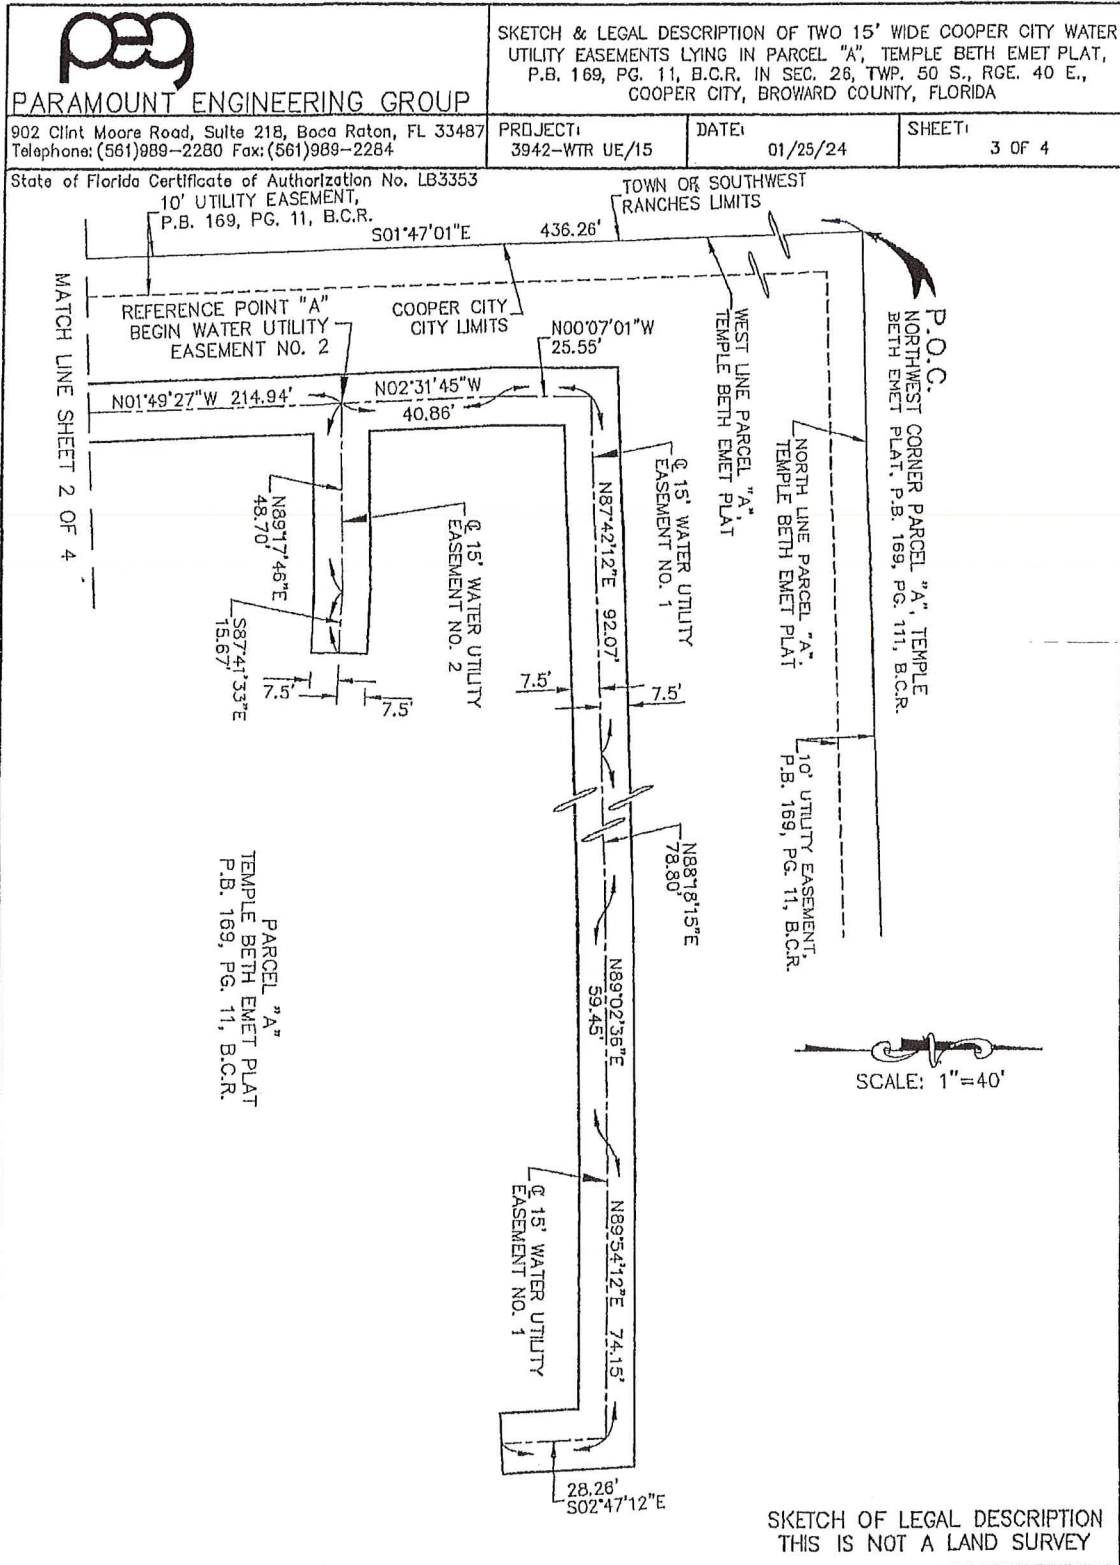 peg
PARAMOUNT ENGINEERING GROUP
902 Clint Moore Road, Suite 218, Boca Raton, FL 33487
Telephone: (561)989-2280 Fax: (561)989-2284
State of Florida Certificate of Authorization No. LB3353
SKETCH & LEGAL DESCRIPTION OF TWO 15' WIDE COOPER CITY WATER
UTILITY EASEMENTS LYING IN PARCEL "A", TEMPLE BETH EMET PLAT,
P.B. 169, PG. 11, B.C.R. IN SEC. 26, TWP. 50 S., RGE. 40 E.,
COOPER CITY, BROWARD COUNTY, FLORIDA
PROJECT:
3942-WTR UE/15
DATE:
01/25/24
SHEET:
3 OF 4
10' UTILITY EASEMENT,
P.B. 169, PG. 11, B.C.R.
S01°47'01"E
436.26'
TOWN OF SOUTHWEST
RANCHES LIMITS
MATCH LINE SHEET 2 OF 4
REFERENCE POINT "A"
BEGIN WATER UTILITY
EASEMENT NO. 2
COOPER CITY
CITY LIMITS
N00°07'01"W
25.55'
WEST LINE PARCEL "A",
TEMPLE BETH EMET PLAT
P.O.C.
NORTHWEST CORNER PARCEL "A", TEMPLE
BETH EMET PLAT, P.B. 169, PG. 111, B.C.R.
NORTH LINE PARCEL "A",
TEMPLE BETH EMET PLAT
N01°49'27"W 214.94'
N02°31'45"W
40.86'
℄ 15' WATER UTILITY
EASEMENT NO. 1
N87°42'12"E 92.07'
N89°17'46"E
48.70'
℄ 15' WATER UTILITY
EASEMENT NO. 2
S87°41'33"E
15.67'
7.5'
7.5'
7.5'
7.5'
10' UTILITY EASEMENT,
P.B. 169, PG. 11, B.C.R.
N88°18'15"E
78.80'
PARCEL "A"
TEMPLE BETH EMET PLAT
P.B. 169, PG. 11, B.C.R.
N89°02'36"E
59.45'
SCALE: 1"=40'
℄ 15' WATER UTILITY
EASEMENT NO. 1
N89°54'12"E 74.15'
28.26'
S02°47'12"E
SKETCH OF LEGAL DESCRIPTION
THIS IS NOT A LAND SURVEY